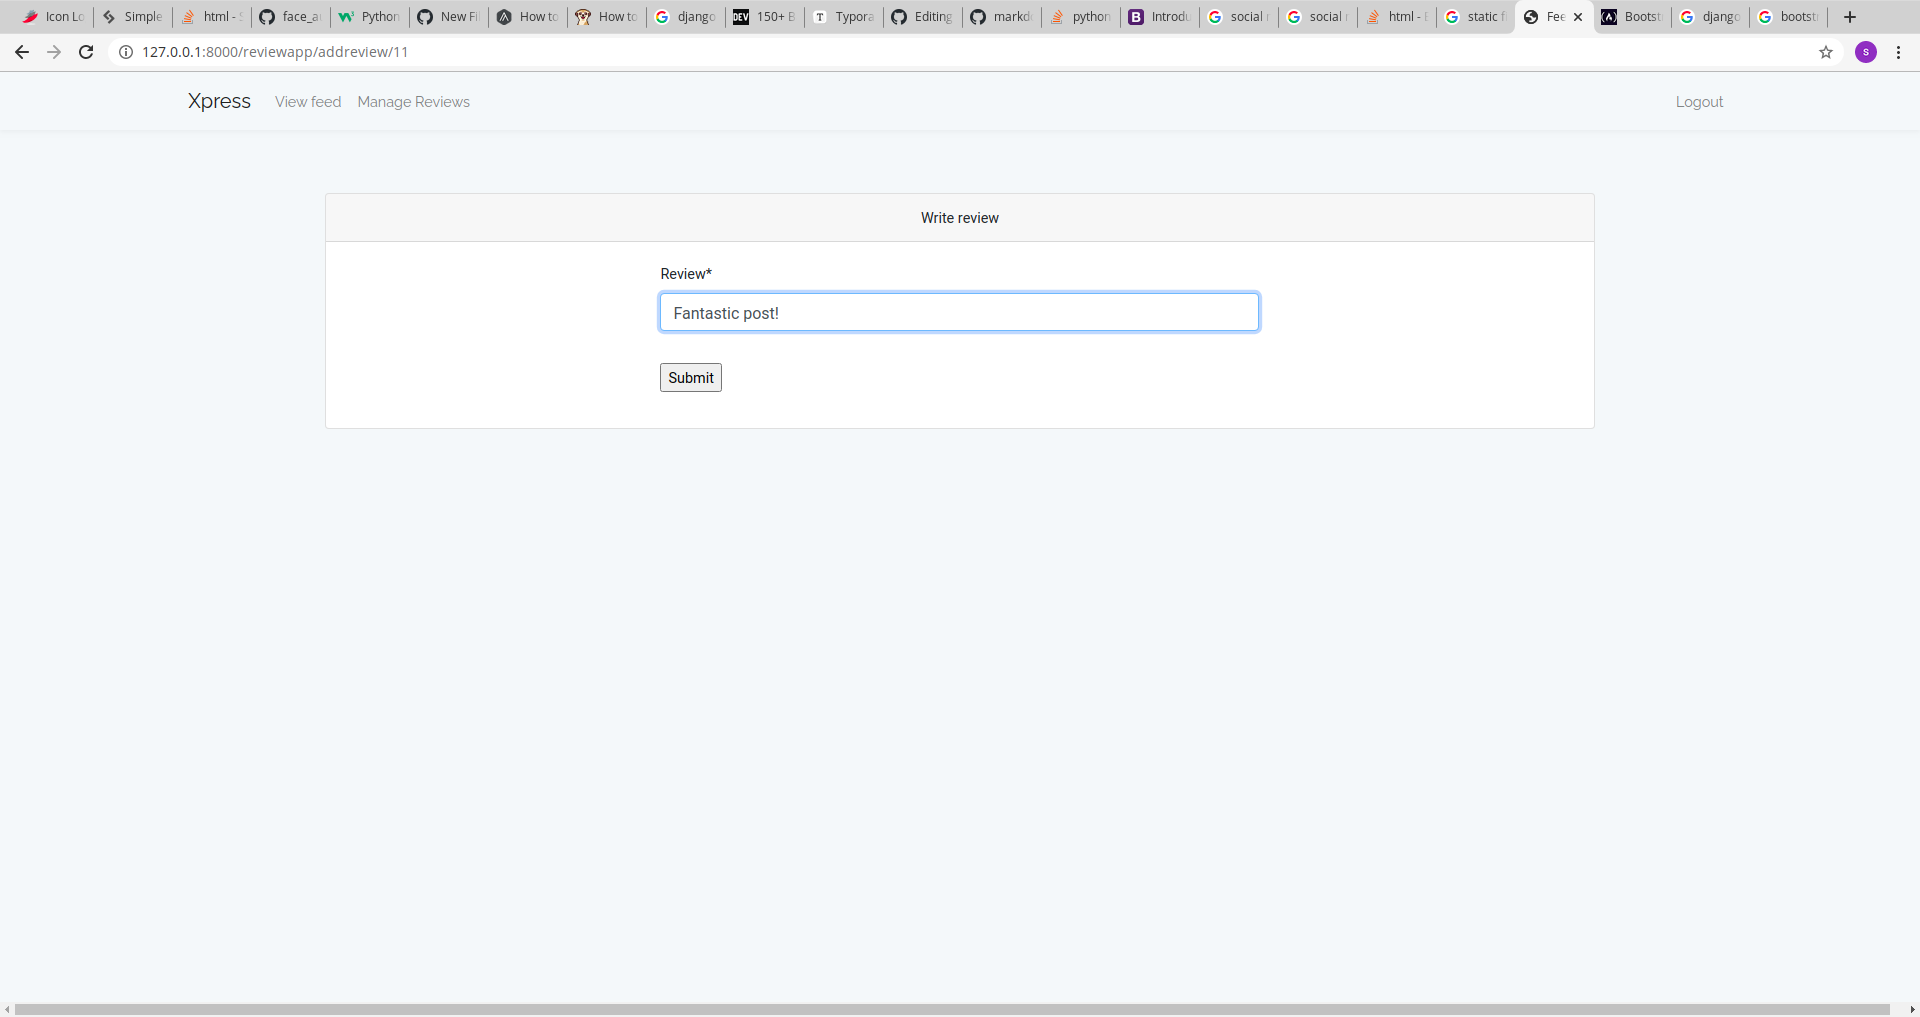 Icon Lo Simple html - S face_a Python New Fi How to How to django 150+ B Typora Editing markd python Introdu social social html - static f Fee Bootst django bootst
127.0.0.1:8000/reviewapp/addreview/11 s
Xpress View feed Manage Reviews Logout
Write review
Review*
Fantastic post!
Submit